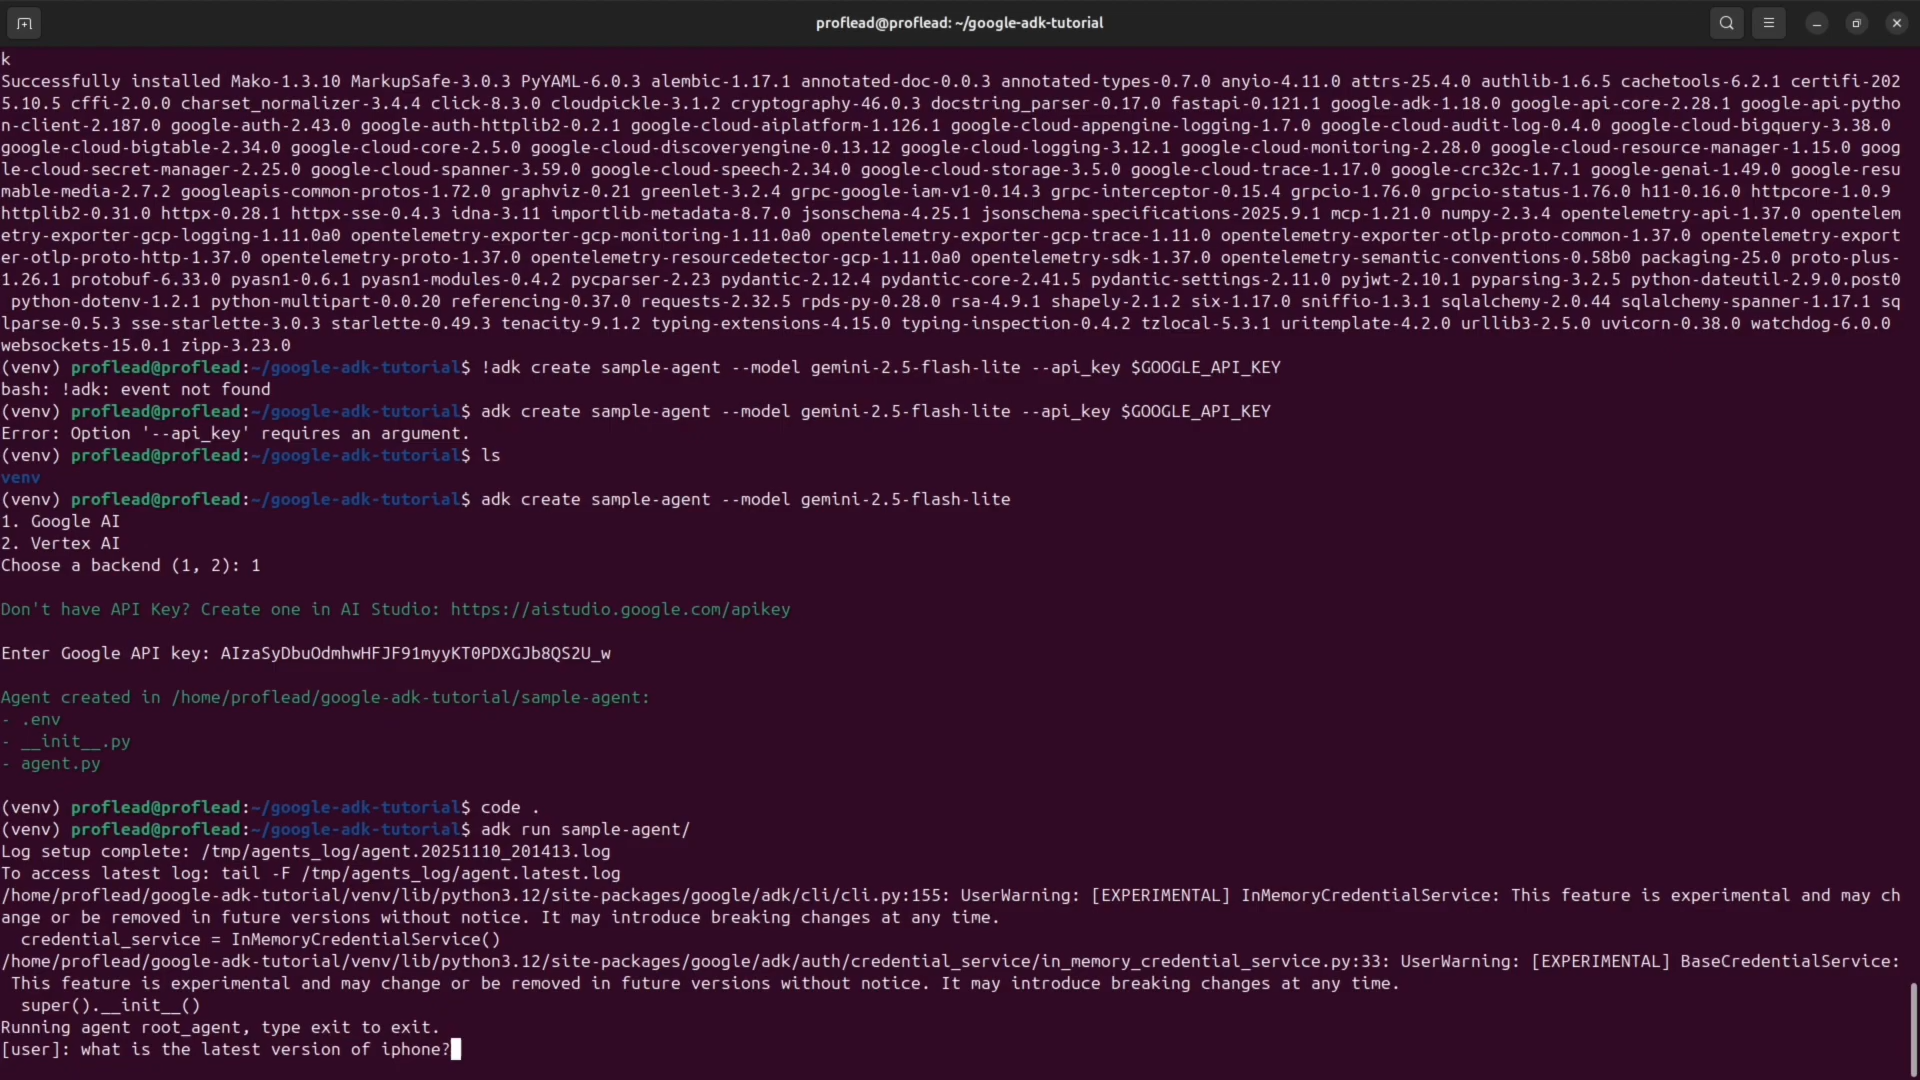 proflead@proflead: ~/google-adk-tutorial
k
Successfully installed Mako-1.3.10 MarkupSafe-3.0.3 PyYAML-6.0.3 alembic-1.17.1 annotated-doc-0.0.3 annotated-types-0.7.0 anyio-4.11.0 attrs-25.4.0 authlib-1.6.5 cachetools-6.2.1 certifi-202
5.10.5 cffi-2.0.0 charset_normalizer-3.4.4 click-8.3.0 cloudpickle-3.1.2 cryptography-46.0.3 docstring_parser-0.17.0 fastapi-0.121.1 google-adk-1.18.0 google-api-core-2.28.1 google-api-pytho
n-client-2.187.0 google-auth-2.43.0 google-auth-httplib2-0.2.1 google-cloud-aiplatform-1.126.1 google-cloud-appengine-logging-1.7.0 google-cloud-audit-log-0.4.0 google-cloud-bigquery-3.38.0
google-cloud-bigtable-2.34.0 google-cloud-core-2.5.0 google-cloud-discoveryengine-0.13.12 google-cloud-logging-3.12.1 google-cloud-monitoring-2.28.0 google-cloud-resource-manager-1.15.0 goog
le-cloud-secret-manager-2.25.0 google-cloud-spanner-3.59.0 google-cloud-speech-2.34.0 google-cloud-storage-3.5.0 google-cloud-trace-1.17.0 google-crc32c-1.7.1 google-genai-1.49.0 google-resu
mable-media-2.7.2 googleapis-common-protos-1.72.0 graphviz-0.21 greenlet-3.2.4 grpc-google-iam-v1-0.14.3 grpc-interceptor-0.15.4 grpcio-1.76.0 grpcio-status-1.76.0 h11-0.16.0 httpcore-1.0.9
httplib2-0.31.0 httpx-0.28.1 httpx-sse-0.4.3 idna-3.11 importlib-metadata-8.7.0 jsonschema-4.25.1 jsonschema-specifications-2025.9.1 mcp-1.21.0 numpy-2.3.4 opentelemetry-api-1.37.0 opentelem
etry-exporter-gcp-logging-1.11.0a0 opentelemetry-exporter-gcp-monitoring-1.11.0a0 opentelemetry-exporter-gcp-trace-1.11.0 opentelemetry-exporter-otlp-proto-common-1.37.0 opentelemetry-export
er-otlp-proto-http-1.37.0 opentelemetry-proto-1.37.0 opentelemetry-resourcedetector-gcp-1.11.0a0 opentelemetry-sdk-1.37.0 opentelemetry-semantic-conventions-0.58b0 packaging-25.0 proto-plus-
1.26.1 protobuf-6.33.0 pyasn1-0.6.1 pyasn1-modules-0.4.2 pycparser-2.23 pydantic-2.12.4 pydantic-core-2.41.5 pydantic-settings-2.11.0 pyjwt-2.10.1 pyparsing-3.2.5 python-dateutil-2.9.0.post0
 python-dotenv-1.2.1 python-multipart-0.0.20 referencing-0.37.0 requests-2.32.5 rpds-py-0.28.0 rsa-4.9.1 shapely-2.1.2 six-1.17.0 sniffio-1.3.1 sqlalchemy-2.0.44 sqlalchemy-spanner-1.17.1 sq
lparse-0.5.3 sse-starlette-3.0.3 starlette-0.49.3 tenacity-9.1.2 typing-extensions-4.15.0 typing-inspection-0.4.2 tzlocal-5.3.1 uritemplate-4.2.0 urllib3-2.5.0 uvicorn-0.38.0 watchdog-6.0.0
websockets-15.0.1 zipp-3.23.0
(venv) proflead@proflead:~/google-adk-tutorial$ !adk create sample-agent --model gemini-2.5-flash-lite --api_key $GOOGLE_API_KEY
bash: !adk: event not found
(venv) proflead@proflead:~/google-adk-tutorial$ adk create sample-agent --model gemini-2.5-flash-lite --api_key $GOOGLE_API_KEY
Error: Option '--api_key' requires an argument.
(venv) proflead@proflead:~/google-adk-tutorial$ ls
venv
(venv) proflead@proflead:~/google-adk-tutorial$ adk create sample-agent --model gemini-2.5-flash-lite
1. Google AI
2. Vertex AI
Choose a backend (1, 2): 1
Don't have API Key? Create one in AI Studio: https://aistudio.google.com/apikey
Enter Google API key: AIzaSyDbuOdmhwHFJF91myyKT0PDXGJb8QS2U_w
Agent created in /home/proflead/google-adk-tutorial/sample-agent:
- .env
- __init__.py
- agent.py
(venv) proflead@proflead:~/google-adk-tutorial$ code .
(venv) proflead@proflead:~/google-adk-tutorial$ adk run sample-agent/
Log setup complete: /tmp/agents_log/agent.20251110_201413.log
To access latest log: tail -F /tmp/agents_log/agent.latest.log
/home/proflead/google-adk-tutorial/venv/lib/python3.12/site-packages/google/adk/cli/cli.py:155: UserWarning: [EXPERIMENTAL] InMemoryCredentialService: This feature is experimental and may ch
ange or be removed in future versions without notice. It may introduce breaking changes at any time.
  credential_service = InMemoryCredentialService()
/home/proflead/google-adk-tutorial/venv/lib/python3.12/site-packages/google/adk/auth/credential_service/in_memory_credential_service.py:33: UserWarning: [EXPERIMENTAL] BaseCredentialService:
 This feature is experimental and may change or be removed in future versions without notice. It may introduce breaking changes at any time.
  super().__init__()
Running agent root_agent, type exit to exit.
[user]: what is the latest version of iphone?